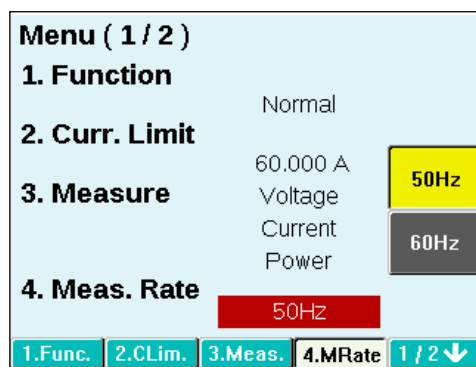 Menu ( 1 / 2 )
1. Function
Normal
2. Curr. Limit
60.000 A
3. Measure
Voltage
Current
Power
4. Meas. Rate
50Hz
50Hz
60Hz
1.Func. 2.CLim. 3.Meas. 4.MRate 1 / 2